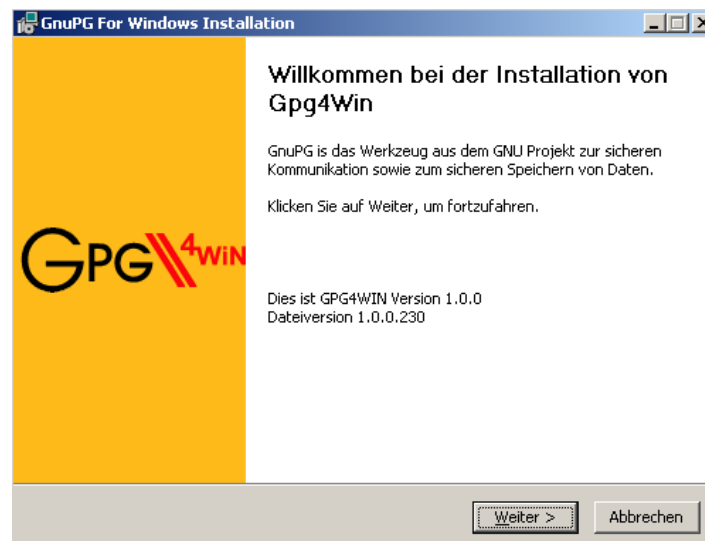 GnuPG For Windows Installation
Willkommen bei der Installation von
Gpg4Win
GnuPG is das Werkzeug aus dem GNU Projekt zur sicheren
Kommunikation sowie zum sicheren Speichern von Daten.
Klicken Sie auf Weiter, um fortzufahren.
GPG4WiN
Dies ist GPG4WIN Version 1.0.0
Dateiversion 1.0.0.230
Weiter >
Abbrechen